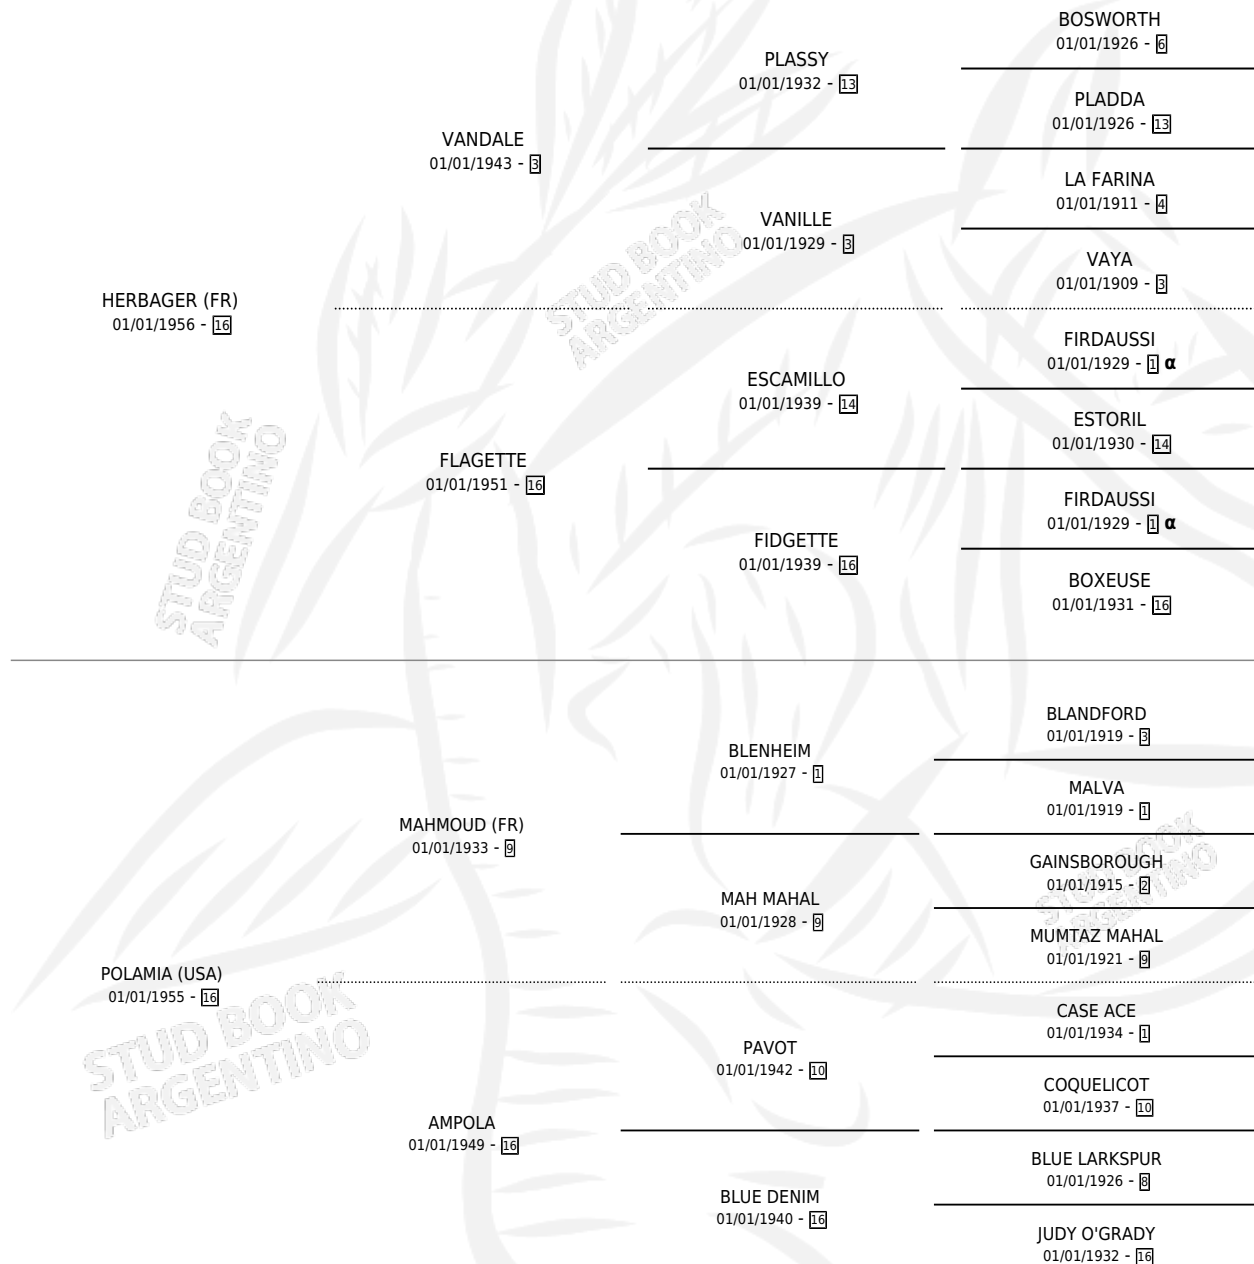 BOSWORTH
01/01/1926 - 6
PLASSY
01/01/1932 - 13
PLADDA
01/01/1926 - 13
VANDALE
01/01/1943 - 3
LA FARINA
01/01/1911 - 4
VANILLE
01/01/1929 - 3
VAYA
01/01/1909 - 3
HERBAGER (FR)
01/01/1956 - 16
FIRDAUSSI
01/01/1929 - 1 α
ESCAMILLO
01/01/1939 - 14
ESTORIL
01/01/1930 - 14
FLAGETTE
01/01/1951 - 16
FIRDAUSSI
01/01/1929 - 1 α
FIDGETTE
01/01/1939 - 16
BOXEUSE
01/01/1931 - 16
BLANDFORD
01/01/1919 - 3
BLENHEIM
01/01/1927 - 1
MALVA
01/01/1919 - 1
MAHMOUD (FR)
01/01/1933 - 9
GAINSBOROUGH
01/01/1915 - 2
MAH MAHAL
01/01/1928 - 9
MUMTAZ MAHAL
01/01/1921 - 9
POLAMIA (USA)
01/01/1955 - 16
CASE ACE
01/01/1934 - 1
PAVOT
01/01/1942 - 10
COQUELICOT
01/01/1937 - 10
AMPOLA
01/01/1949 - 16
BLUE LARKSPUR
01/01/1926 - 8
BLUE DENIM
01/01/1940 - 16
JUDY O'GRADY
01/01/1932 - 16
STUD BOOK
ARGENTINO
STUD BOOK
ARGENTINO
STUD BOOK
ARGENTINO
STUD BOOK
ARGENTINO